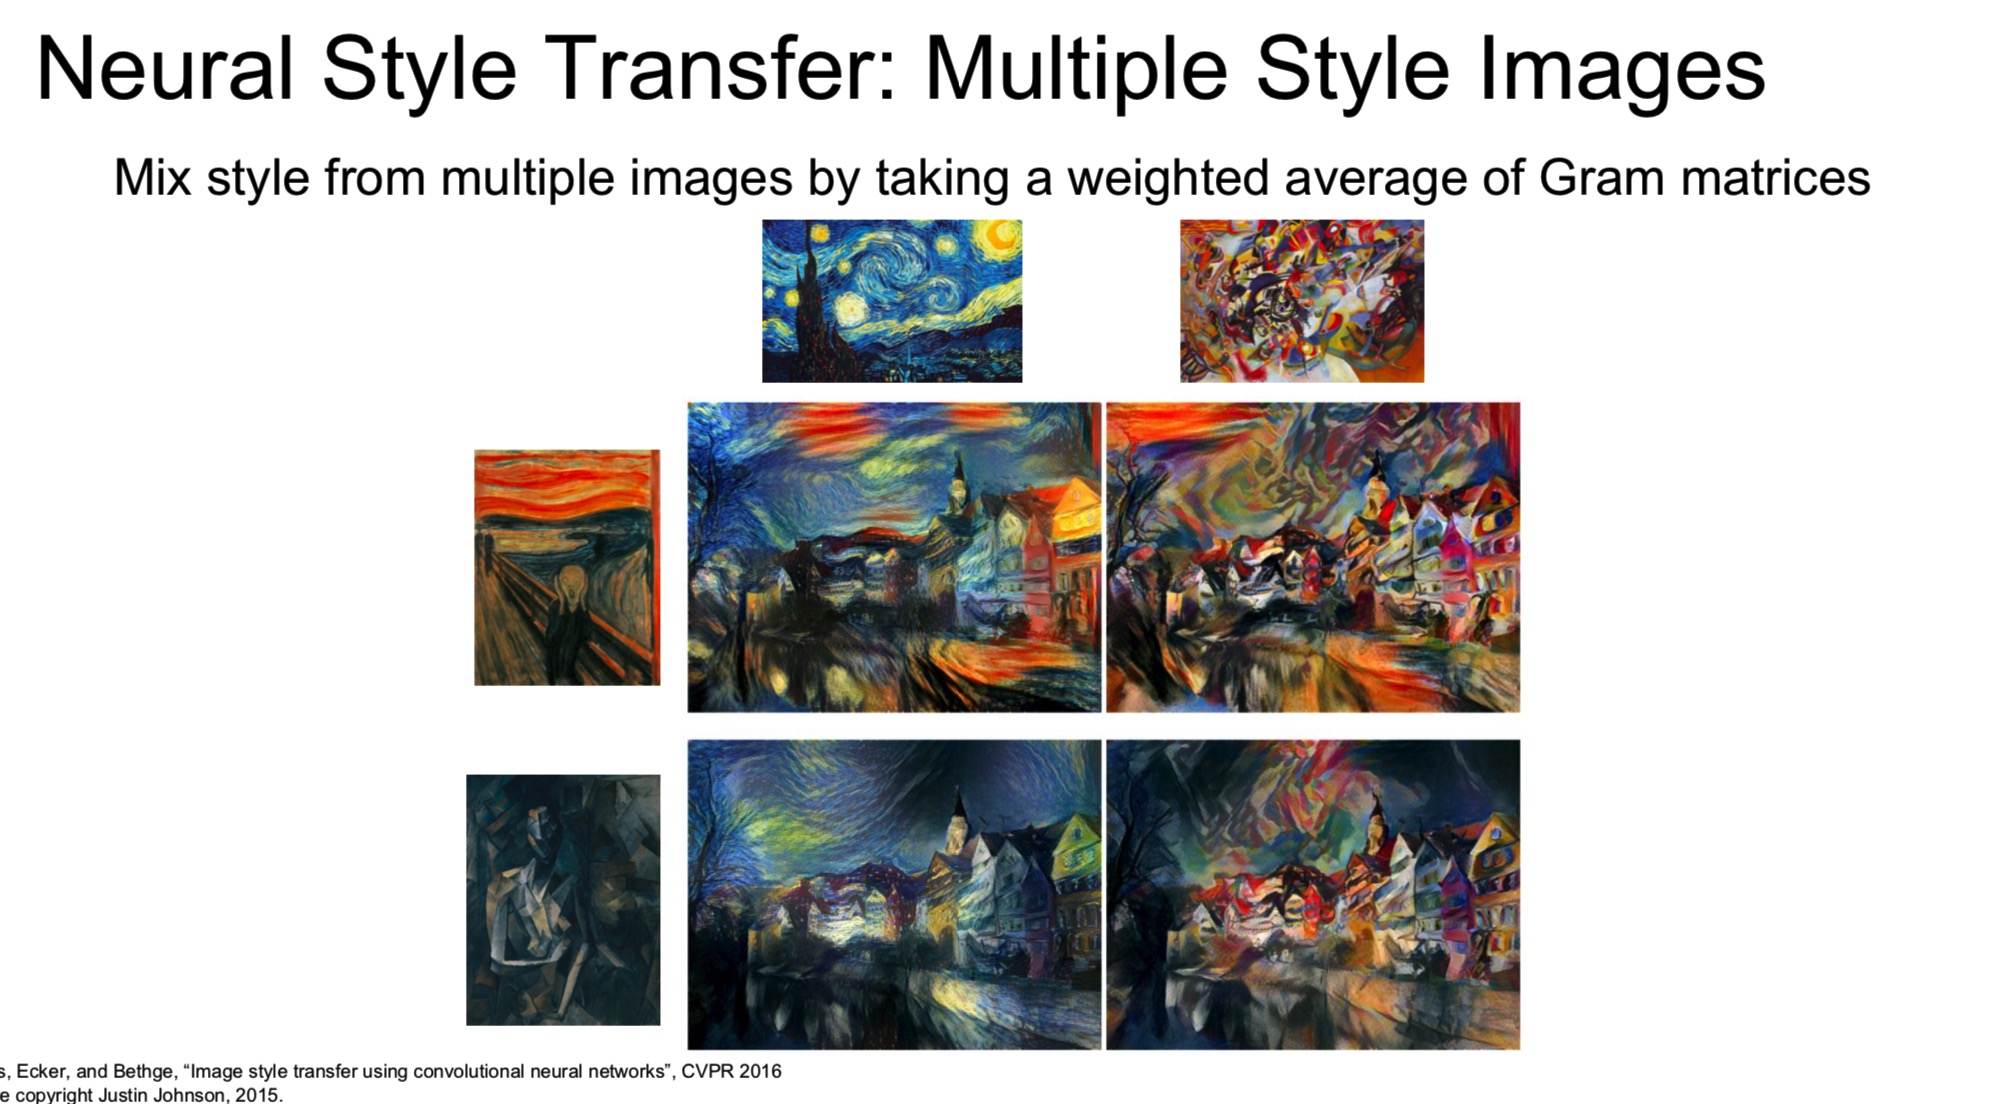 Neural Style Transfer: Multiple Style Images
Mix style from multiple images by taking a weighted average of Gram matrices
Ecker, and Bethge, “Image style transfer using convolutional neural networks”, CVPR 2016
copyright Justin Johnson, 2015.